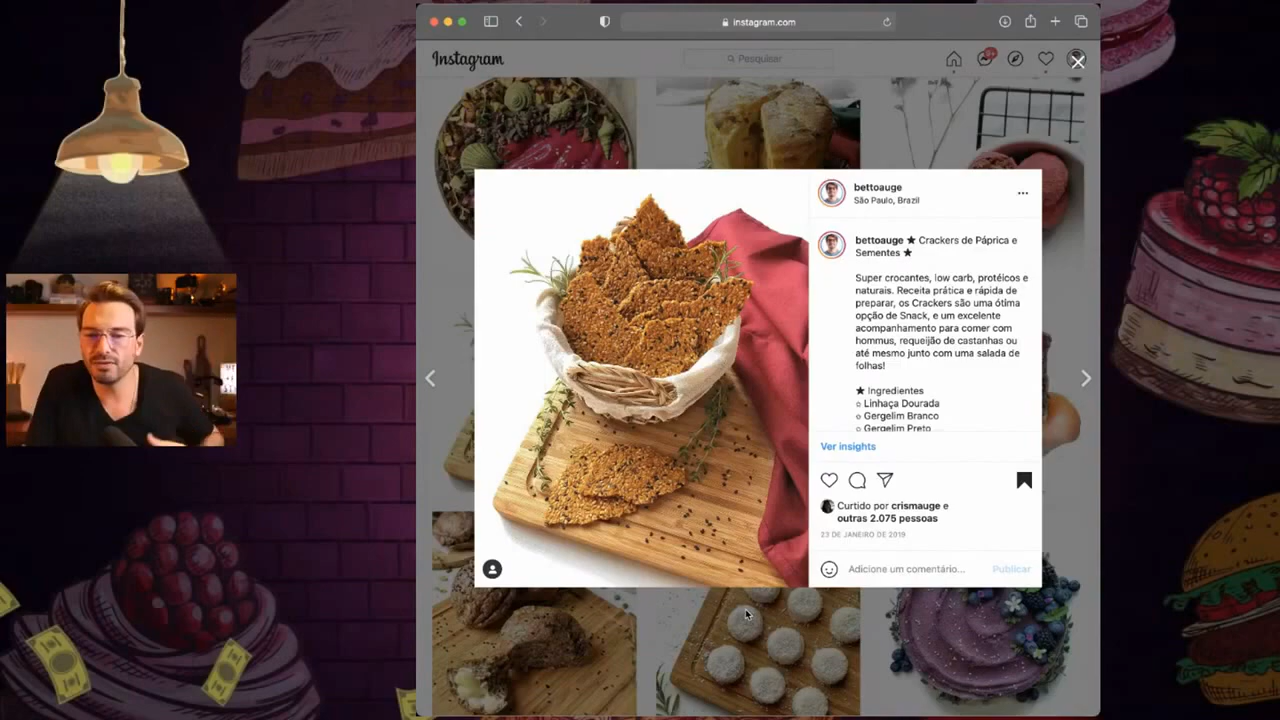 instagram.com
Instagram
Pesquisar
9+
bettoauge
São Paulo, Brazil
bettoauge ★ Crackers de Páprica e
Sementes ★
Super crocantes, low carb, protéicos e
naturais. Receita prática e rápida de
preparar, os Crackers são uma ótima
opção de Snack, e um excelente
acompanhamento para comer com
hommus, requeijão de castanhas ou
até mesmo junto com uma salada de
folhas!
★ Ingredientes
○ Linhaça Dourada
○ Gergelim Branco
○ Gergelim Preto
Ver insights
Curtido por crismauge e
outras 2.075 pessoas
23 DE JANEIRO DE 2019
Adicione um comentário...
Publicar